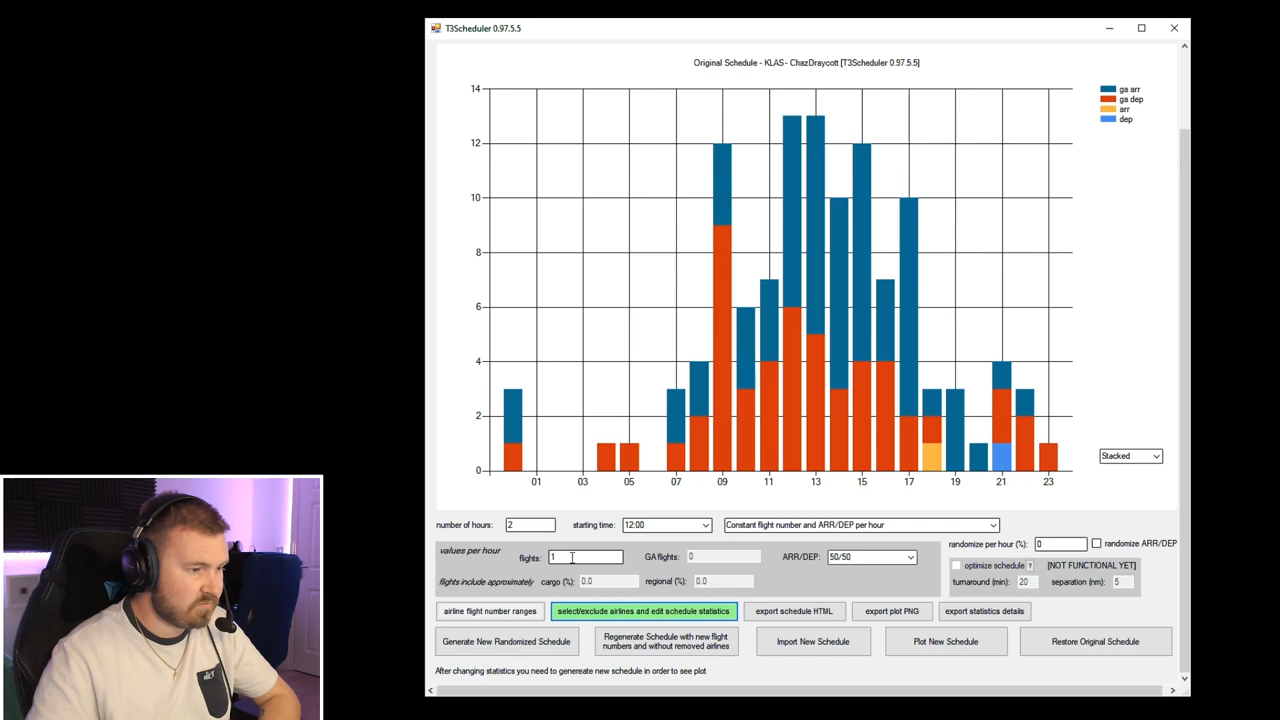 T3Scheduler 0.97.5.5
Original Schedule - KLAS - ChazDraycott [T3Scheduler 0.97.5.5]
14
12
10
8
6
4
2
0
01 03 05 07 09 11 13 15 17 19 21 23
ga arr
ga dep
arr
dep
Stacked
number of hours: 2 starting time: 12:00 Constant flight number and ARR/DEP per hour
values per hour flights: 1 GA flights: 0 ARR/DEP: 50/50
randomize per hour (%): 0 randomize ARR/DEP
flights include approximately cargo (%): 0.0 regional (%): 0.0
optimize schedule ? [NOT FUNCTIONAL YET]
turnaround (min): 20 separation (nm): 5
airline flight number ranges select/exclude airlines and edit schedule statistics export schedule HTML export plot PNG export statistics details
Generate New Randomized Schedule
Regenerate Schedule with new flight
numbers and without removed airlines
Import New Schedule Plot New Schedule Restore Original Schedule
After changing statistics you need to generate new schedule in order to see plot